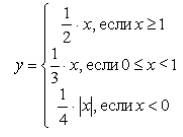 y = { 1/2 · x, если x ≥ 1
1/3 · x, если 0 ≤ x < 1
1/4 · |x|, если x < 0